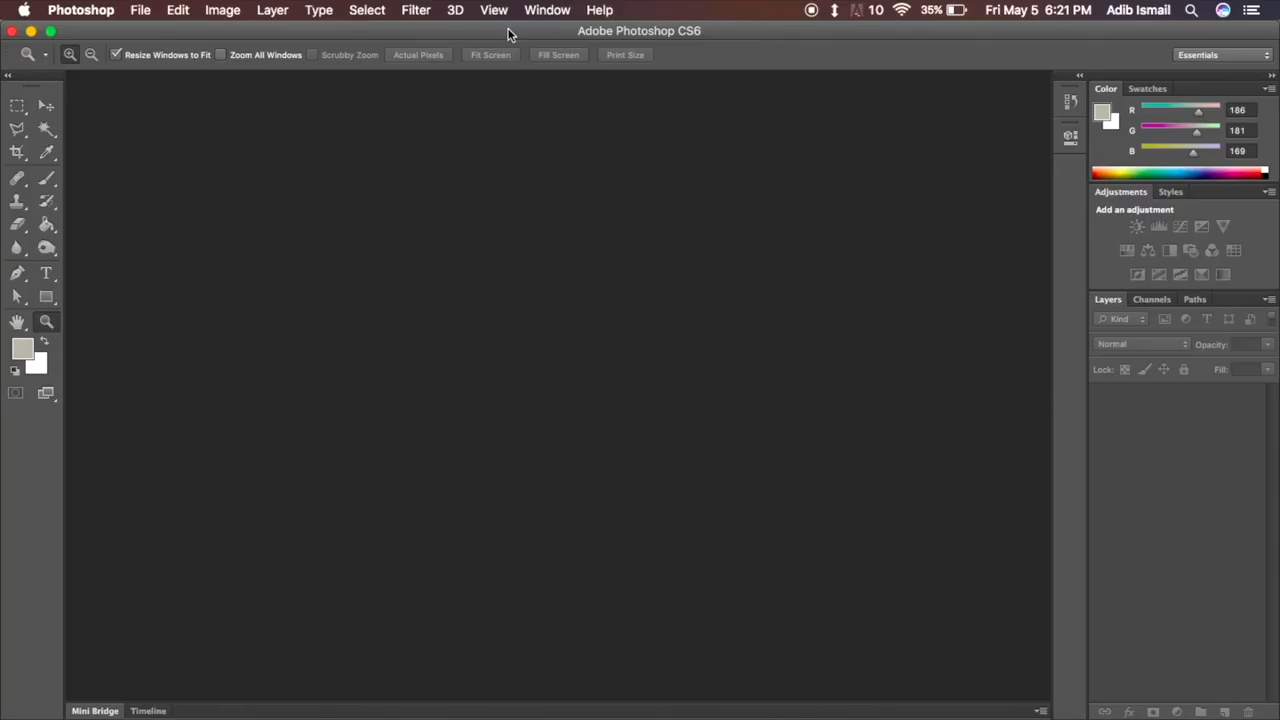 Photoshop File Edit Image Layer Type Select Filter 3D View Window Help 10 35% Fri May 5 6:21 PM Adib Ismail
Adobe Photoshop CS6
Resize Windows to Fit Zoom All Windows Scrubby Zoom Actual Pixels Fit Screen Fill Screen Print Size Essentials
Color Swatches
R 186
G 181
B 169
Adjustments Styles
Add an adjustment
T
Layers Channels Paths
Kind T
Normal Opacity:
Lock: Fill:
fx
Mini Bridge Timeline